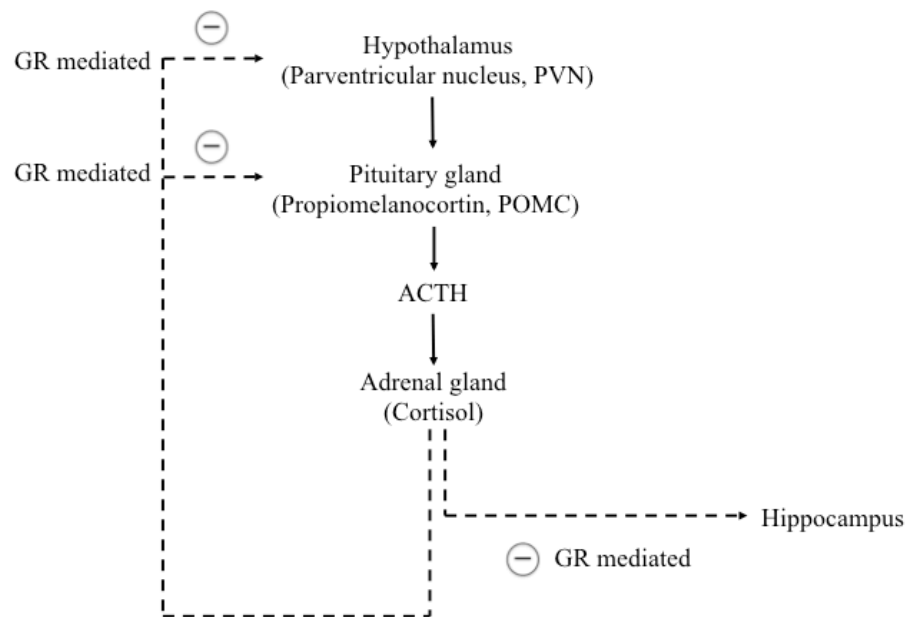 GR mediated
Hypothalamus
(Parventricular nucleus, PVN)
GR mediated
Pituitary gland
(Propiomelanocortin, POMC)
ACTH
Adrenal gland
(Cortisol)
Hippocampus
GR mediated